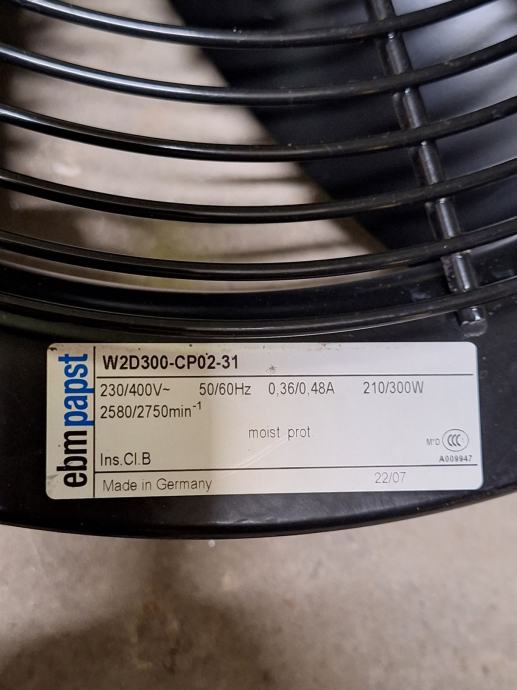 ebmpapst
W2D300-CP02-31
230/400V~ 50/60Hz 0,36/0,48A 210/300W
2580/2750min⁻¹
moist prot
M"D CCC
Ins.Cl.B A009947
Made in Germany 22/07